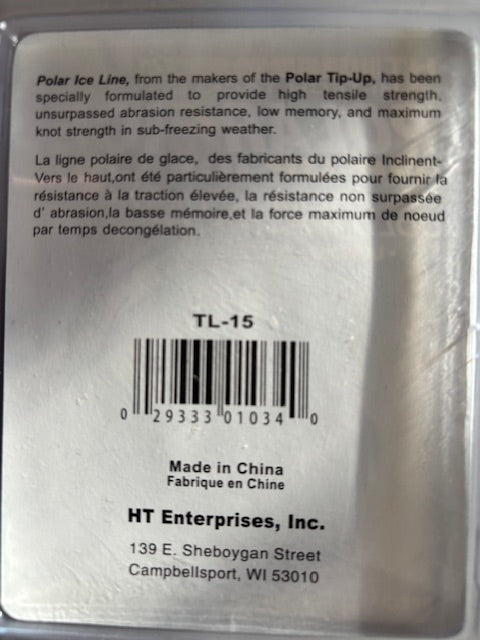 Polar Ice Line, from the makers of the Polar Tip-Up, has been
specially formulated to provide high tensile strength,
unsurpassed abrasion resistance, low memory, and maximum
knot strength in sub-freezing weather.
La ligne polaire de glace, des fabricants du polaire Inclinent-
Vers le haut,ont été particulièrement formulées pour fournir la
résistance à la traction élevée, la résistance non surpassée
d' abrasion,la basse mémoire,et la force maximum de noeud
par temps decongélation.
TL-15
0 29333 01034 0
Made in China
Fabrique en Chine
HT Enterprises, Inc.
139 E. Sheboygan Street
Campbellsport, WI 53010